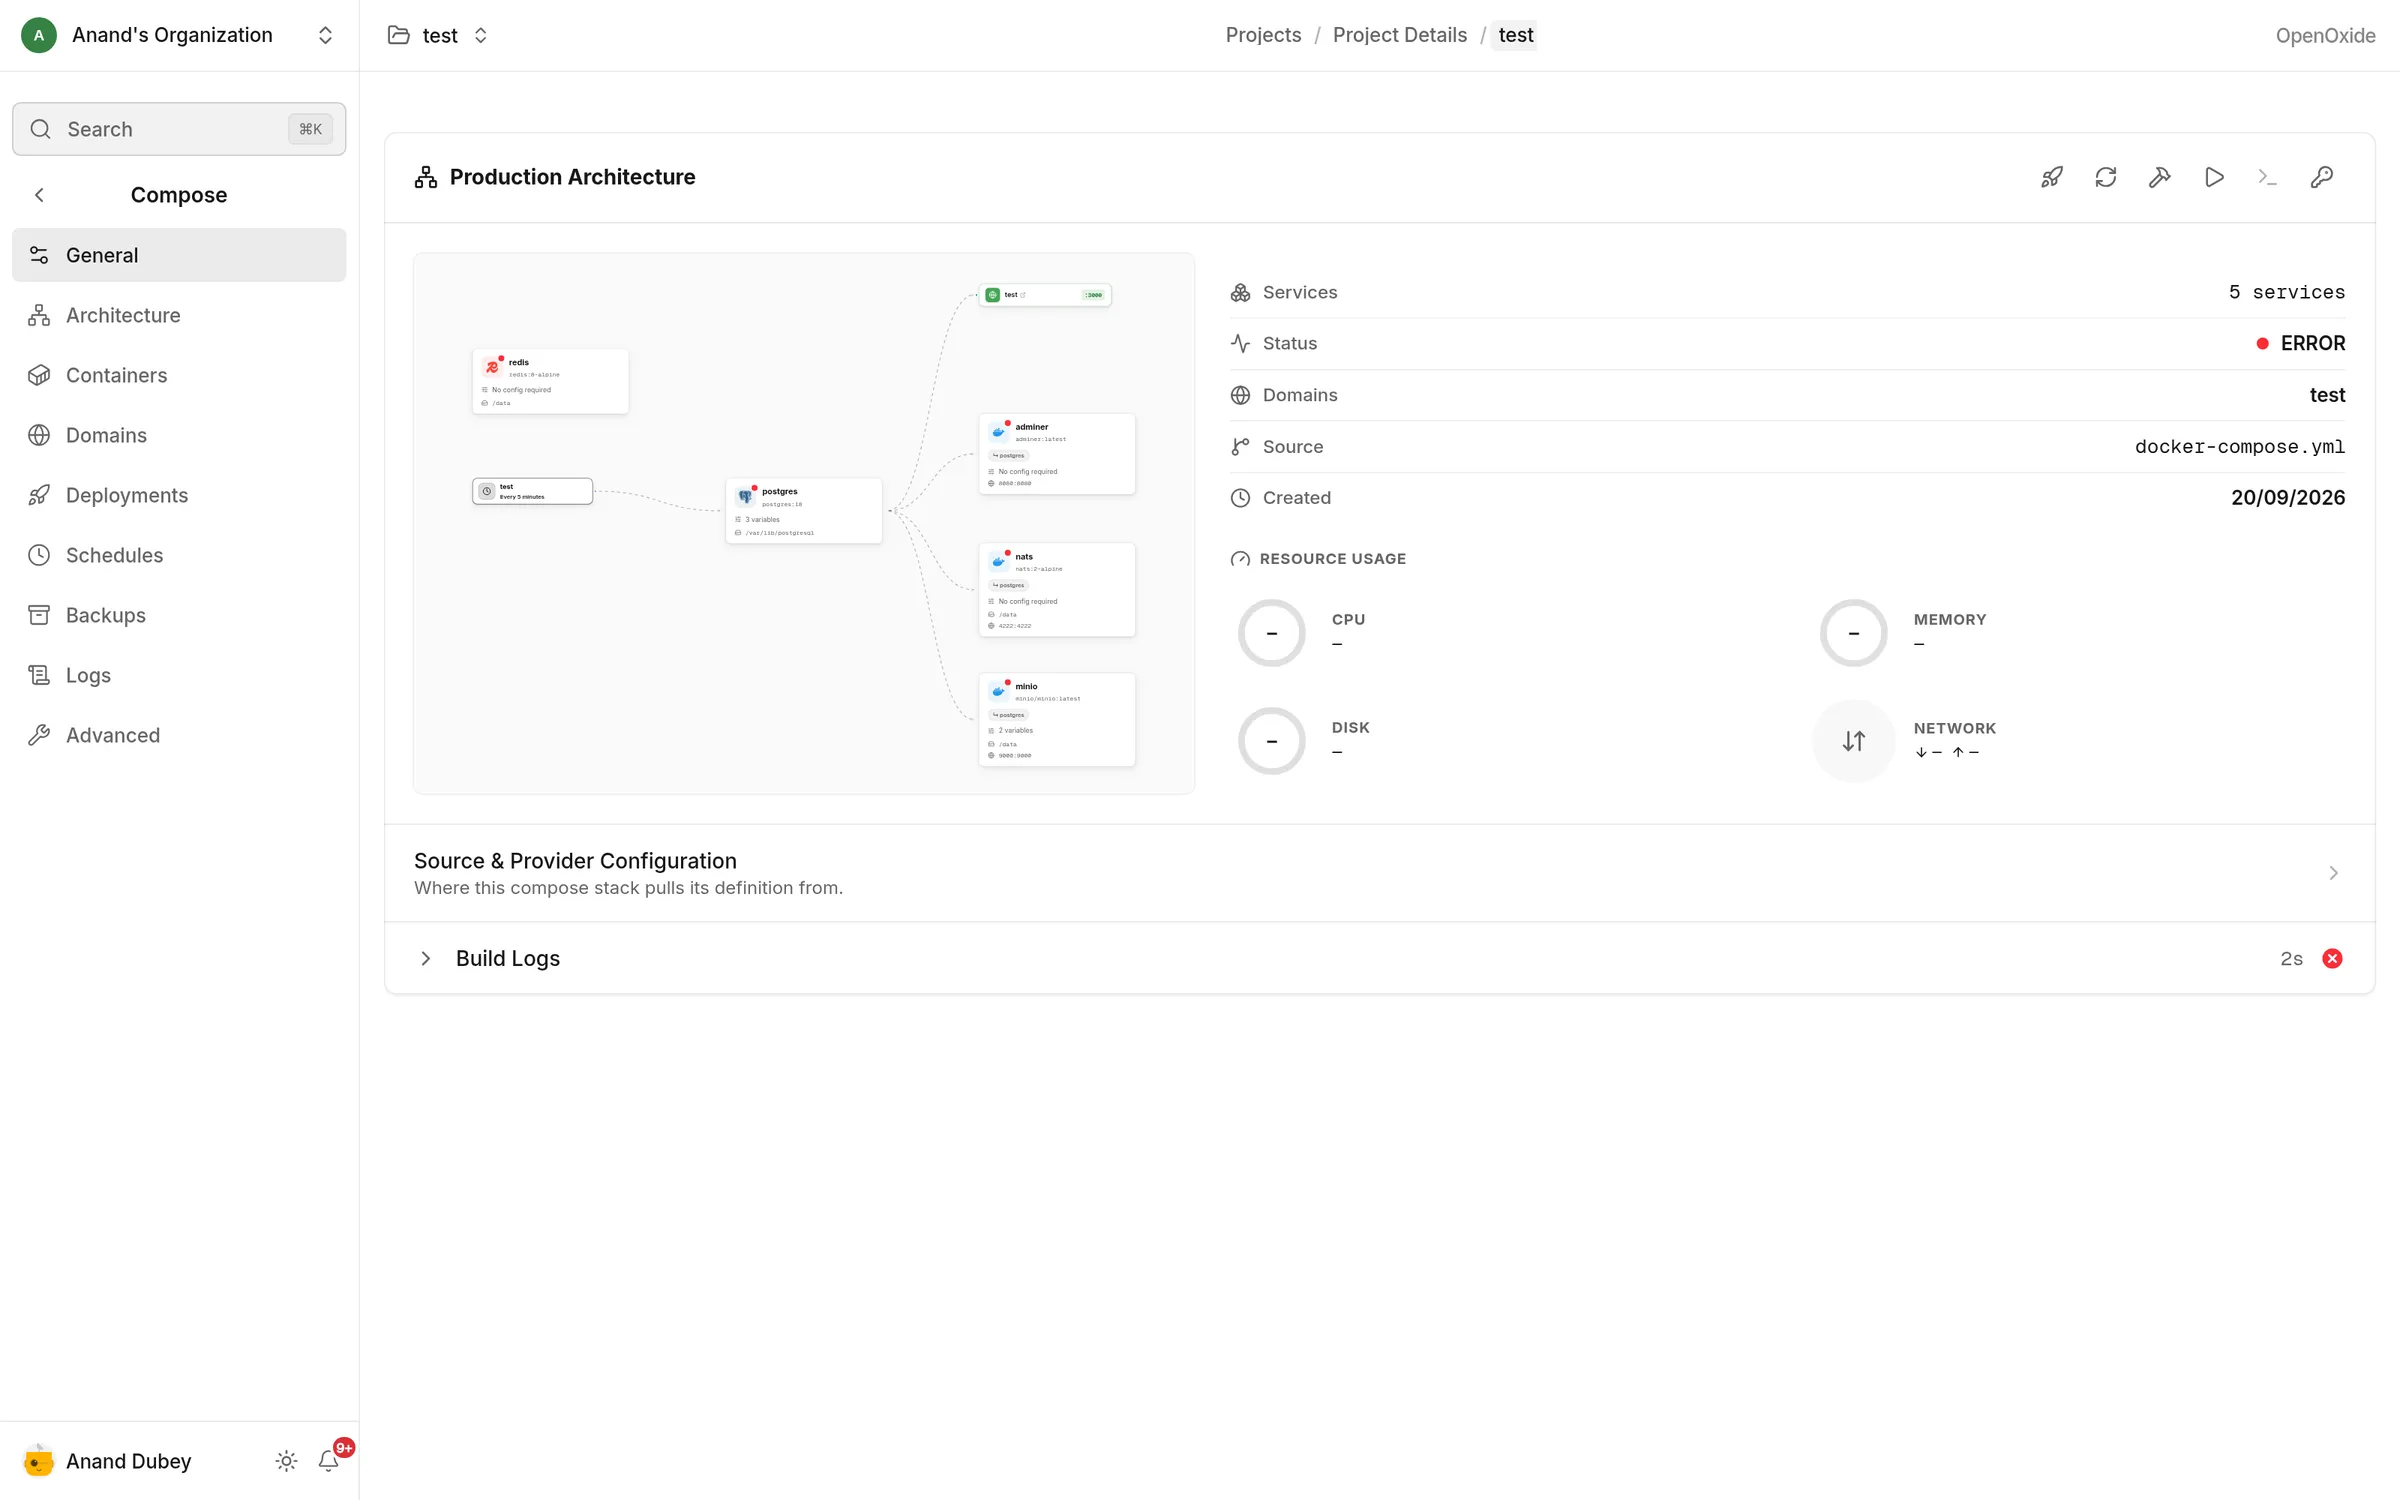 A Anand's Organization
test
Projects / Project Details / test
OpenOxide
Search ⌘K
Compose
General
Architecture
Containers
Domains
Deployments
Schedules
Backups
Logs
Advanced
Anand Dubey
9+
Production Architecture
test :3000
redis
No config required
/data
test
Every 5 minutes
postgres
3 variables
/var/lib/postgresql
adminer
adminer:latest
postgres
No config required
nats
nats:2-alpine
postgres
No config required
/data
4222:4222
minio
minio/minio:latest
postgres
2 variables
/data
Services 5 services
Status ERROR
Domains test
Source docker-compose.yml
Created 20/09/2026
RESOURCE USAGE
– CPU
–
– MEMORY
–
– DISK
–
NETWORK
↓ – ↑ –
Source & Provider Configuration
Where this compose stack pulls its definition from.
Build Logs 2s